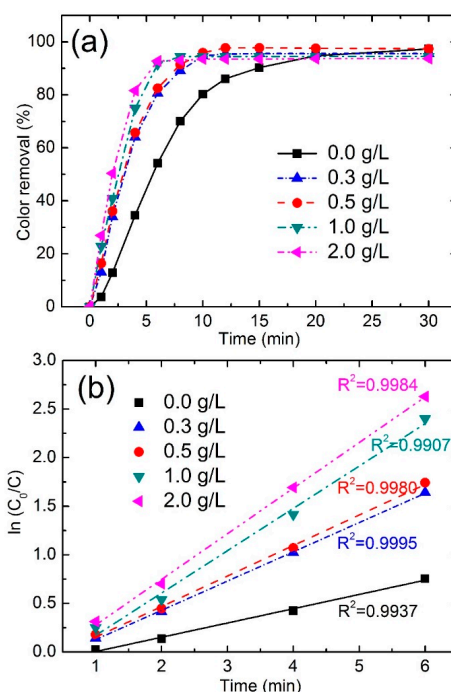 (a)
100
80
60
40
20
0
Color removal (%)
0.0 g/L
0.3 g/L
0.5 g/L
1.0 g/L
2.0 g/L
0 5 10 15 20 25 30
Time (min)
(b)
3.0
2.5
2.0
1.5
1.0
0.5
0.0
ln (C0/C)
0.0 g/L
0.3 g/L
0.5 g/L
1.0 g/L
2.0 g/L
R²=0.9984
R²=0.9907
R²=0.9980
R²=0.9995
R²=0.9937
1 2 3 4 5 6
Time (min)